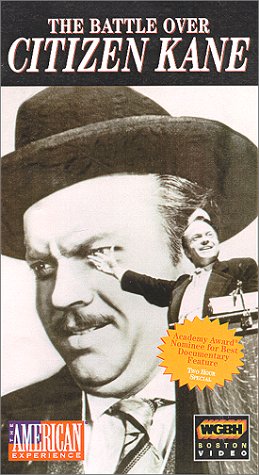 THE BATTLE OVER
CITIZEN KANE
Academy Award®
Nominee for Best
Documentary
Feature
TWO HOUR
SPECIAL
THE
AMERICAN
EXPERIENCE
WGBH
BOSTON
VIDEO